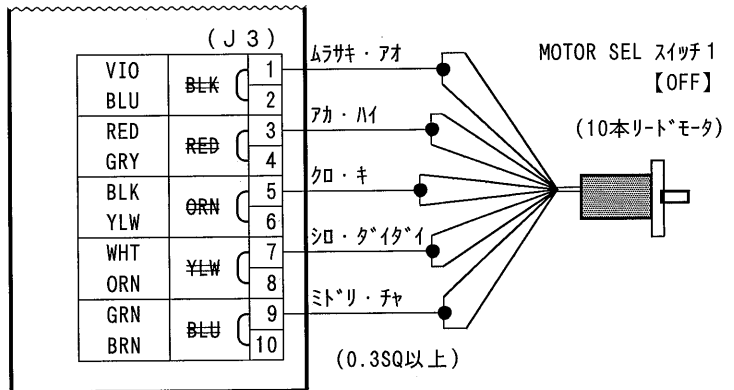 (J3)
VIO
BLU
BLK
1
2
ムラサキ・アオ
RED
GRY
RED
3
4
アカ・ハイ
BLK
YLW
ORN
5
6
クロ・キ
WHT
ORN
YLW
7
8
シロ・ダイダイ
GRN
BRN
BLU
9
10
ミドリ・チャ
(0.3SQ以上)
MOTOR SEL スイッチ1
【OFF】
(10本リードモータ)